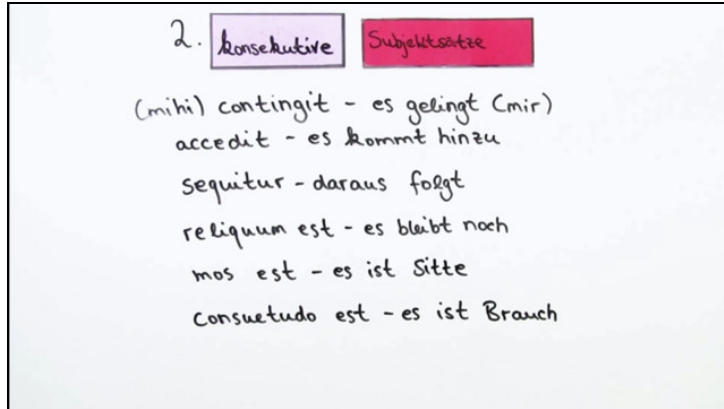 2. konsekutive Subjektsätze
(mihi) contingit - es gelingt (mir)
accedit - es kommt hinzu
sequitur - daraus folgt
reliquum est - es bleibt noch
mos est - es ist Sitte
consuetudo est - es ist Brauch